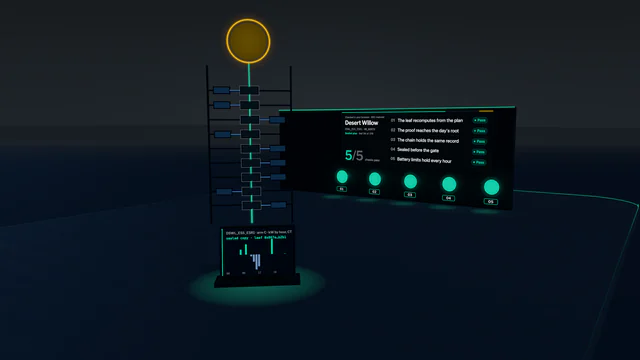 Desert Willow
5/5
01 The leaf recomputes from the plan
Pass
02 The proof reaches the day's root
Pass
03 The chain holds the same record
Pass
04 Sealed before the gate
Pass
05 Battery limits hold every hour
Pass
01
02
03
04
05